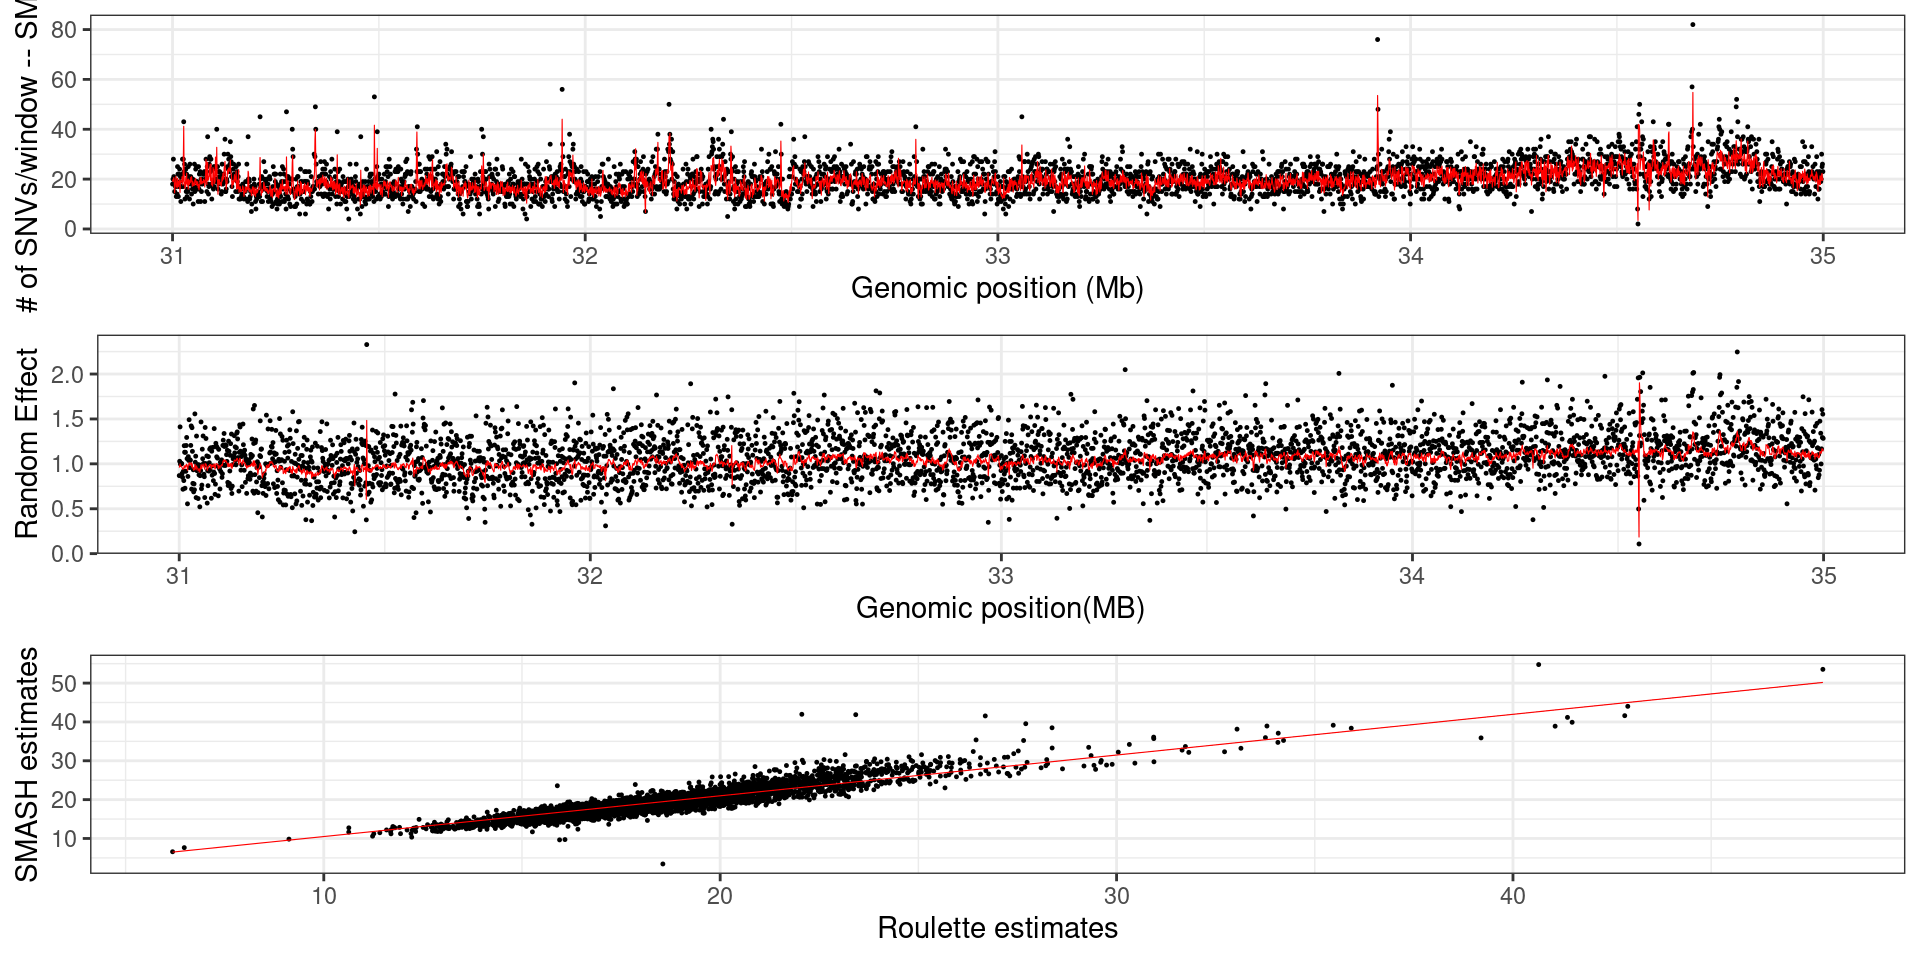 # of SNVs/window -- SM
80
60
40
20
0
31 32 33 34 35
Genomic position (Mb)
Random Effect
2.0
1.5
1.0
0.5
0.0
31 32 33 34 35
Genomic position(MB)
SMASH estimates
50
40
30
20
10
10 20 30 40
Roulette estimates